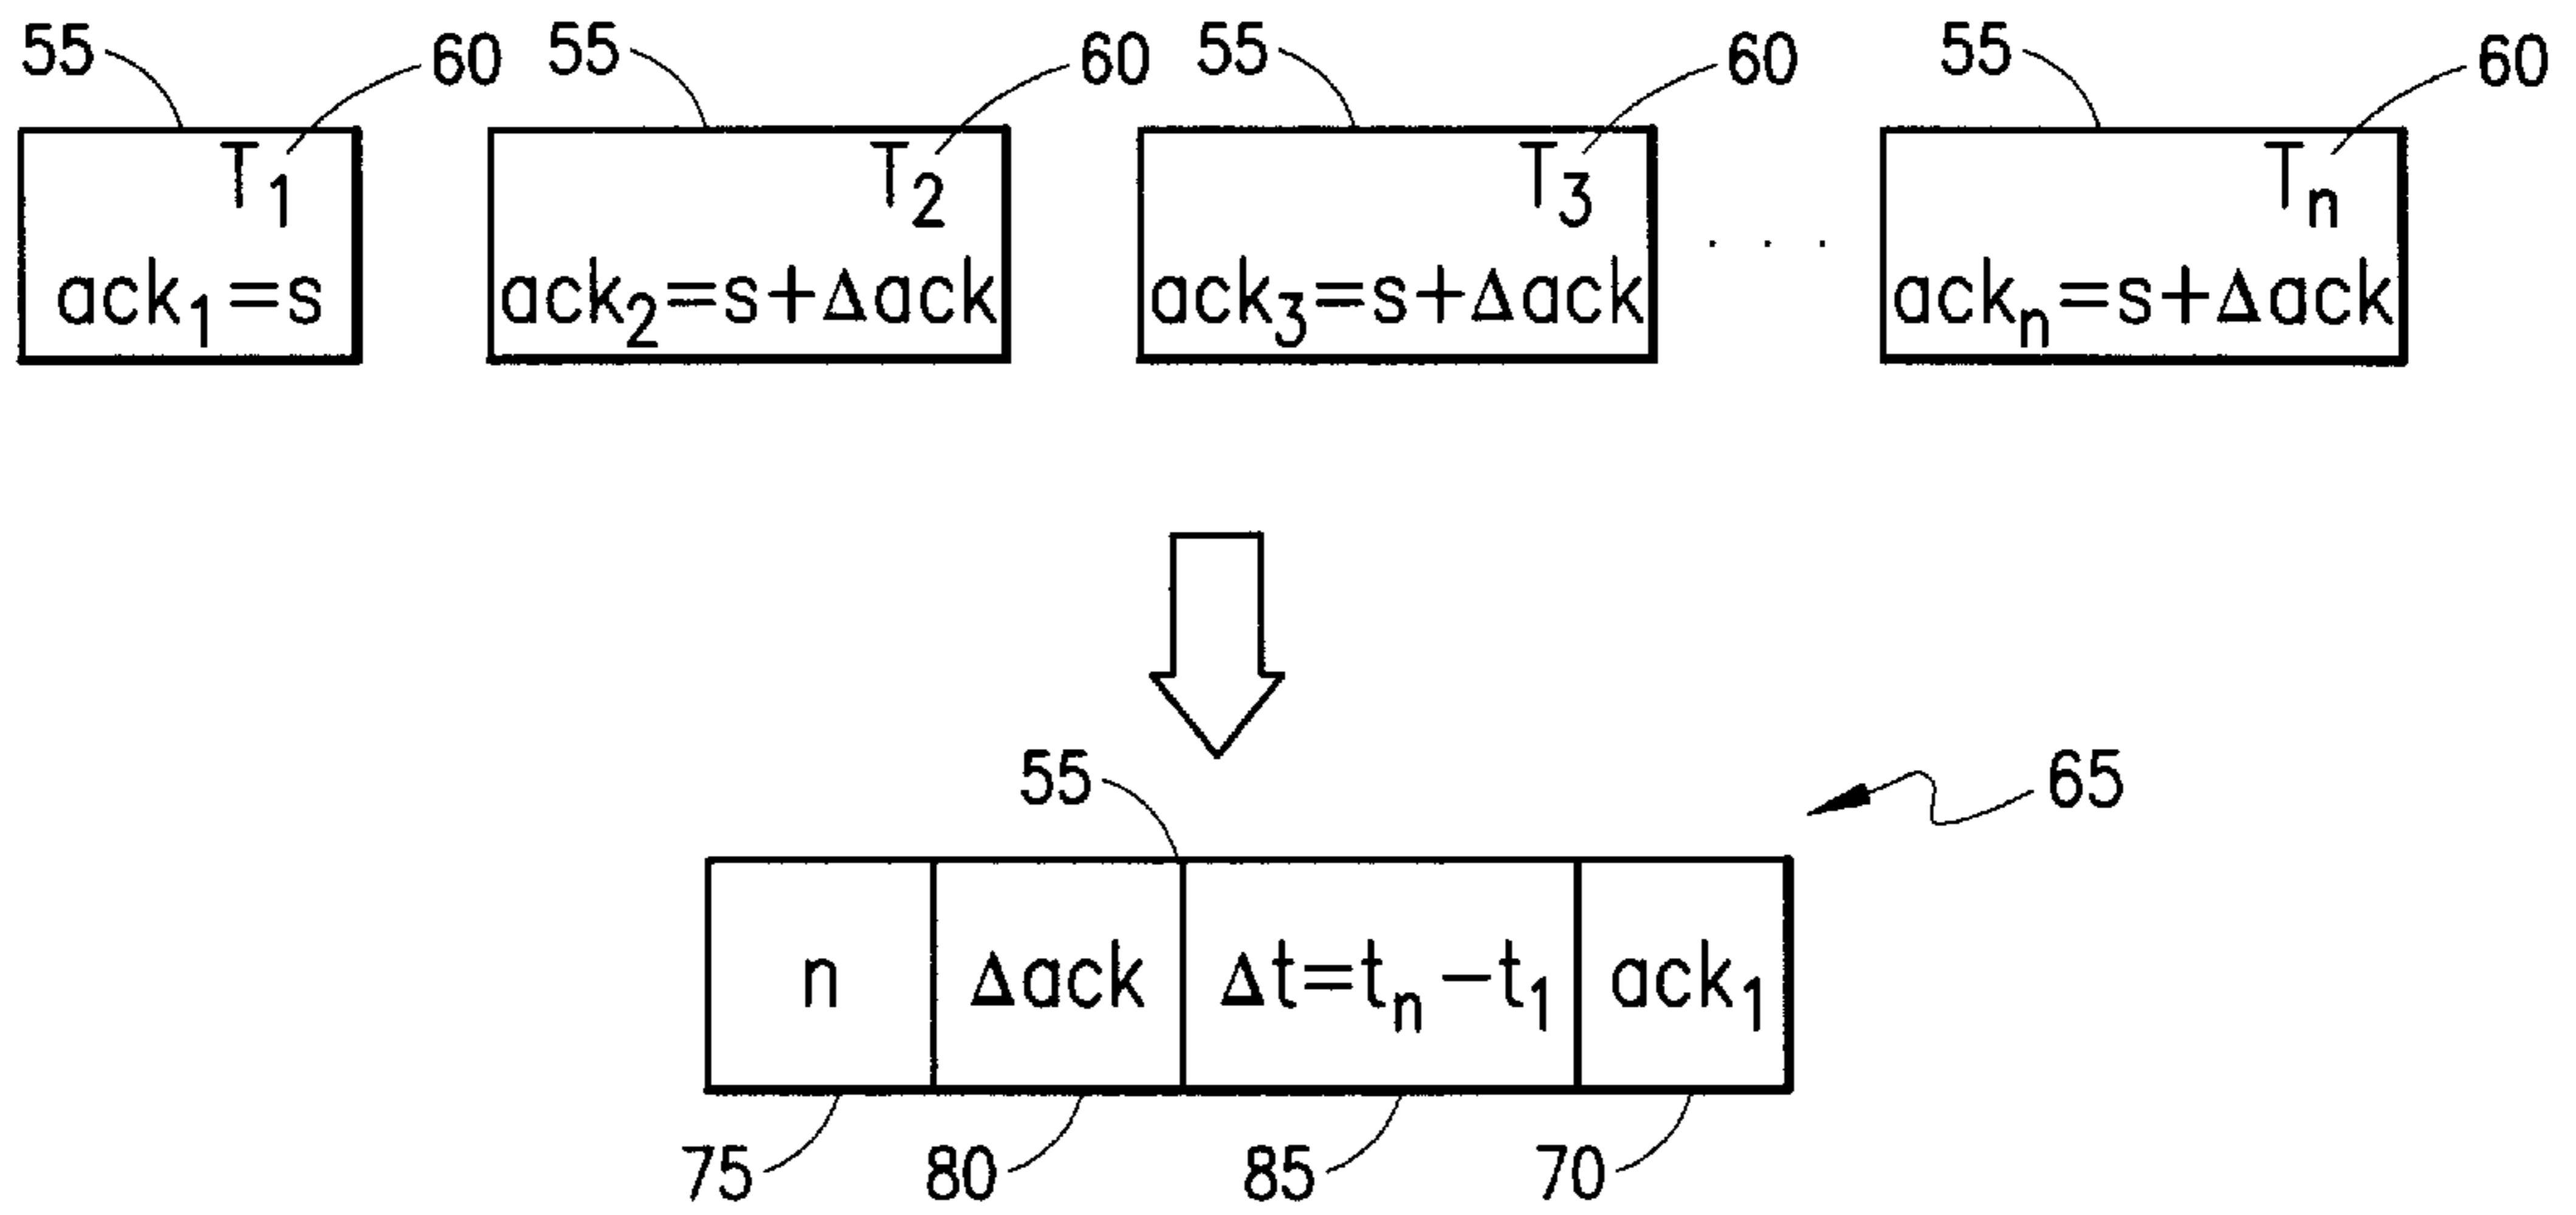 55 60 55 60 55 60 55 60
T1 T2 T3 Tn
ack1=s ack2=s+Δack ack3=s+Δack . . . ackn=s+Δack
55 65
n Δack Δt=tn−t1 ack1
75 80 85 70